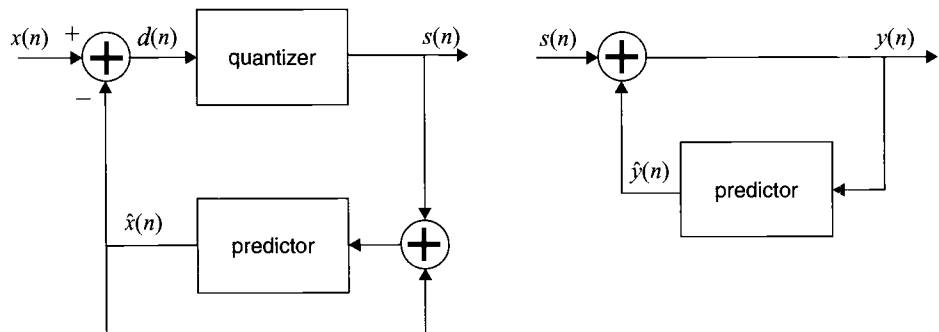 x(n) + d(n) quantizer s(n)
−
x̂(n) predictor
s(n) y(n)
ŷ(n) predictor